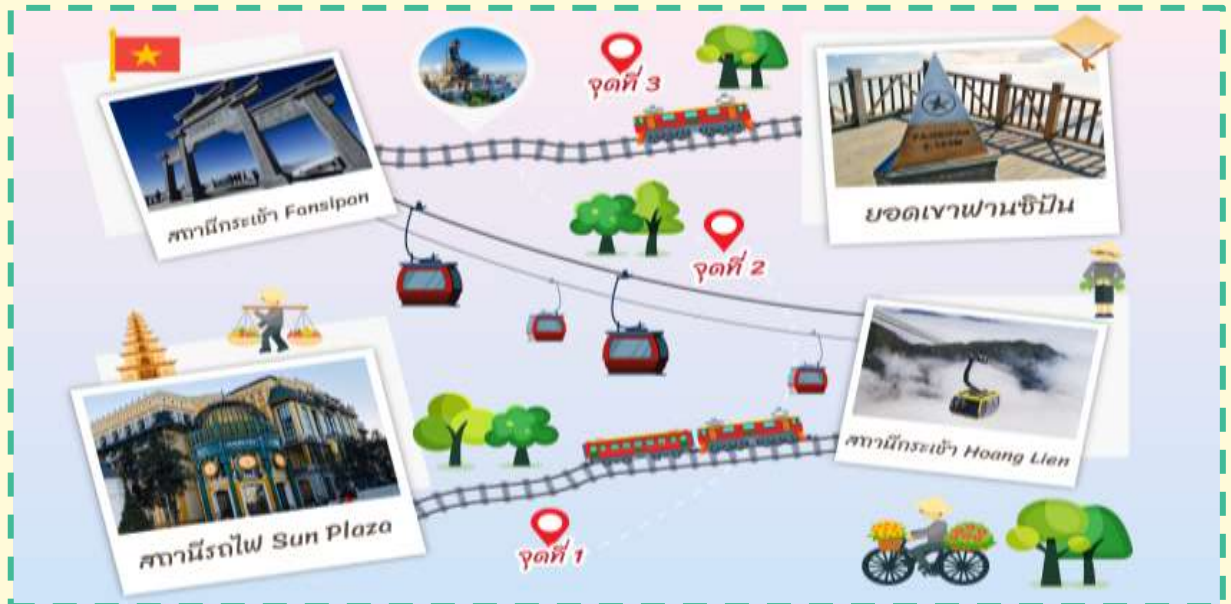 จุดที่ 3
สถานีกระเช้า Fansipan
FANSIPAN
3.143M
ยอดเขาฟานซิปัน
จุดที่ 2
สถานีกระเช้า Hoang Lien
สถานีรถไฟ Sun Plaza
จุดที่ 1